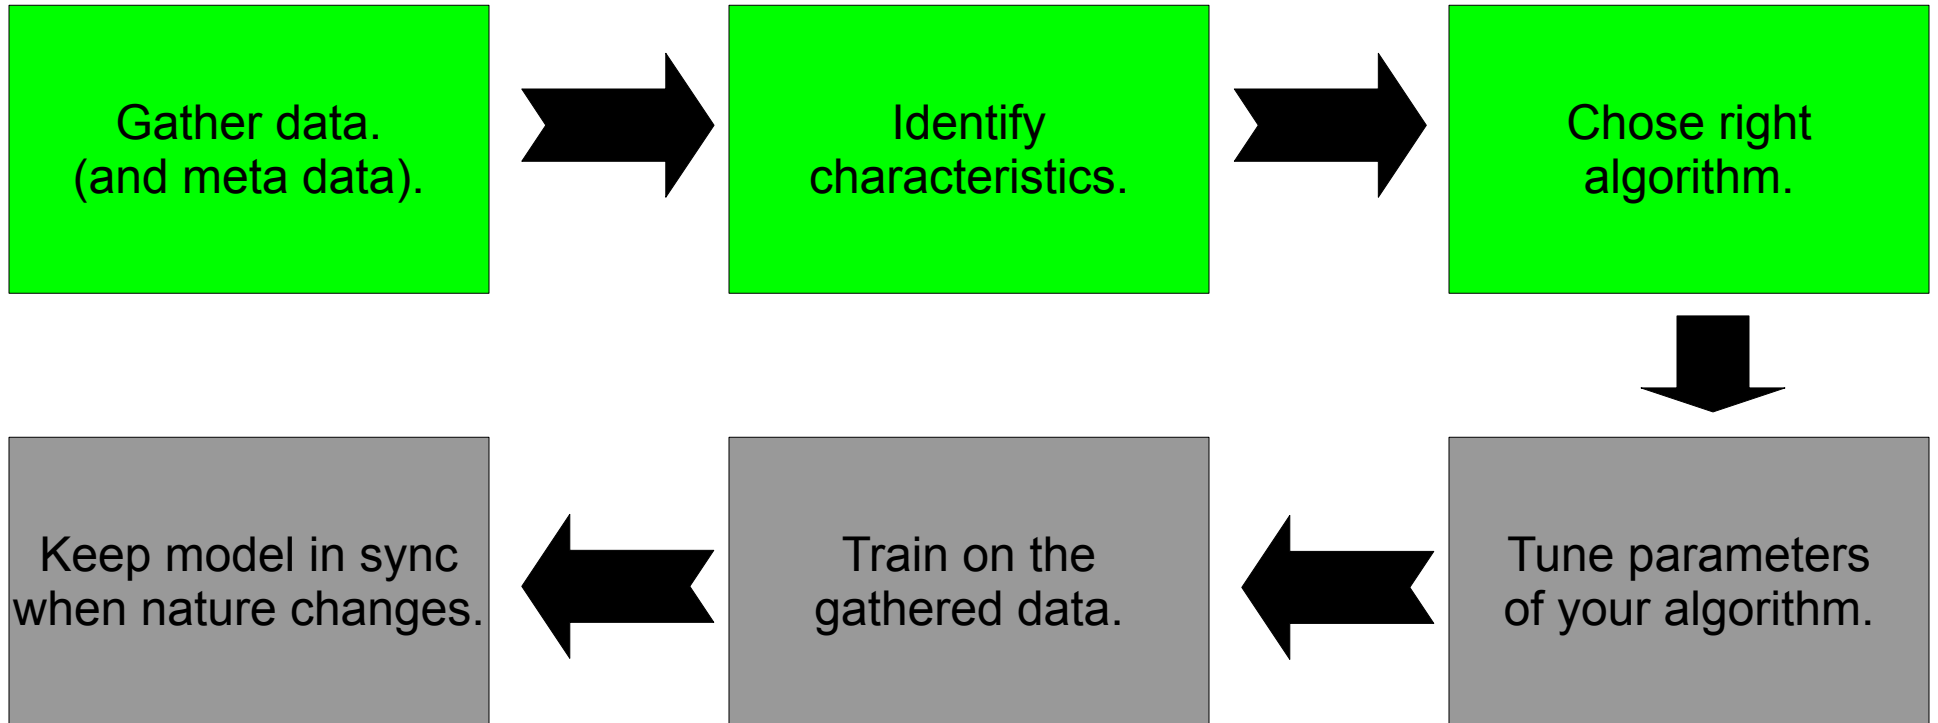 Gather data.
(and meta data).
Identify
characteristics.
Chose right
algorithm.
Tune parameters
of your algorithm.
Train on the
gathered data.
Keep model in sync
when nature changes.